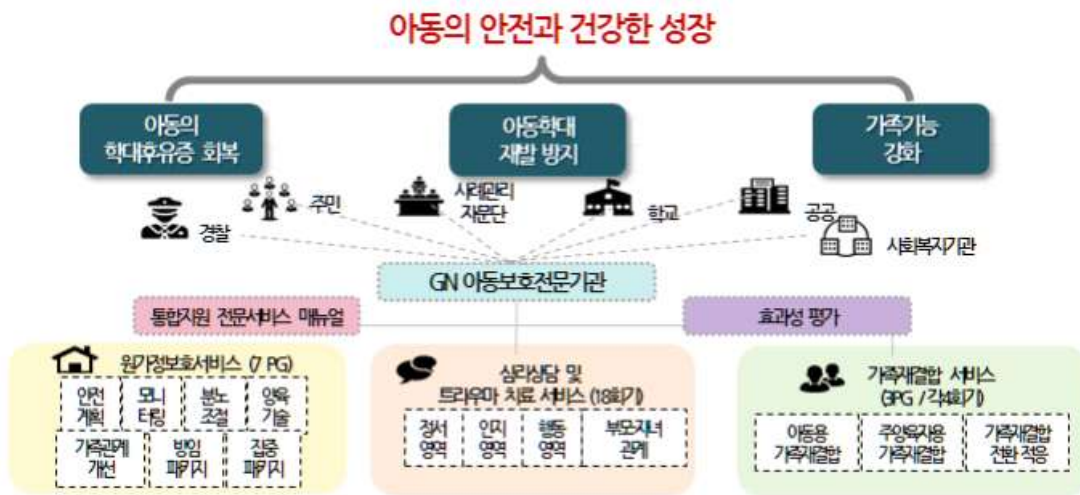 아동의 안전과 건강한 성장
아동의
학대후유증 회복
아동학대
재발 방지
가족기능
강화
경찰
주민
사례관리
자문단
학교
공공
사회복지기관
GN 아동보호전문기관
통합지원 전문서비스 매뉴얼
효과성 평가
원가정보호서비스 (7 PG)
안전
계획
모니
터링
분노
조절
양육
기술
가족관계
개선
방임
패키지
집중
패키지
심리상담 및
트라우마 치료 서비스 (18회기)
정서
영역
인지
영역
행동
영역
부모자녀
관계
가족재결합 서비스
(3PG / 각4회기)
아동용
가족재결합
주양육자용
가족재결합
가족재결합
전환 적응